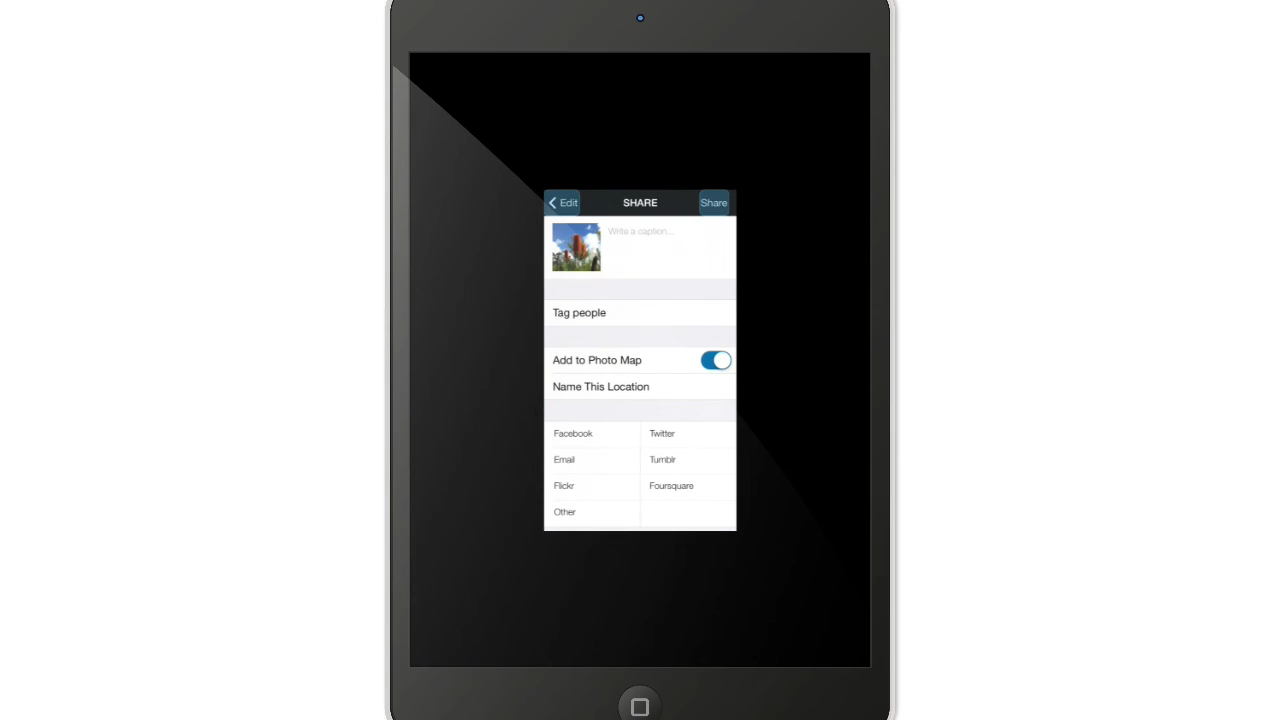 Edit SHARE Share
Write a caption...
Tag people
Add to Photo Map
Name This Location
Facebook Twitter
Email Tumblr
Flickr Foursquare
Other